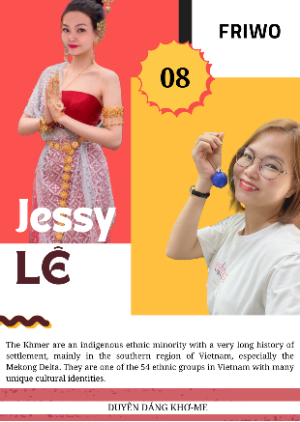 FRIWO
08
Jessy
LÊ
The Khmer are an indigenous ethnic minority with a very long history of
settlement, mainly in the southern region of Vietnam, especially the
Mekong Delta. They are one of the 54 ethnic groups in Vietnam with many
unique cultural identities.
DUYÊN DÁNG KHƠ-ME